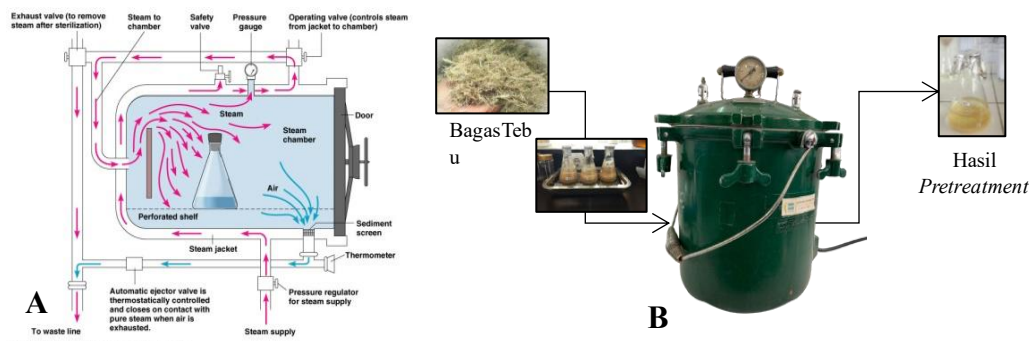 Exhaust valve (to remove
steam after sterilization)
Steam to
chamber
Safety
valve
Pressure
gauge
Operating valve (controls steam
from jacket to chamber)
Steam
Steam
chamber
Door
Air
Perforated shelf
Sediment
screen
Steam jacket
Thermometer
Automatic ejector valve is
thermostatically controlled
and closes on contact with
pure steam when air is
exhausted.
Pressure regulator
for steam supply
A
To waste line
Steam supply
BagasTeb
u
B
Hasil
Pretreatment